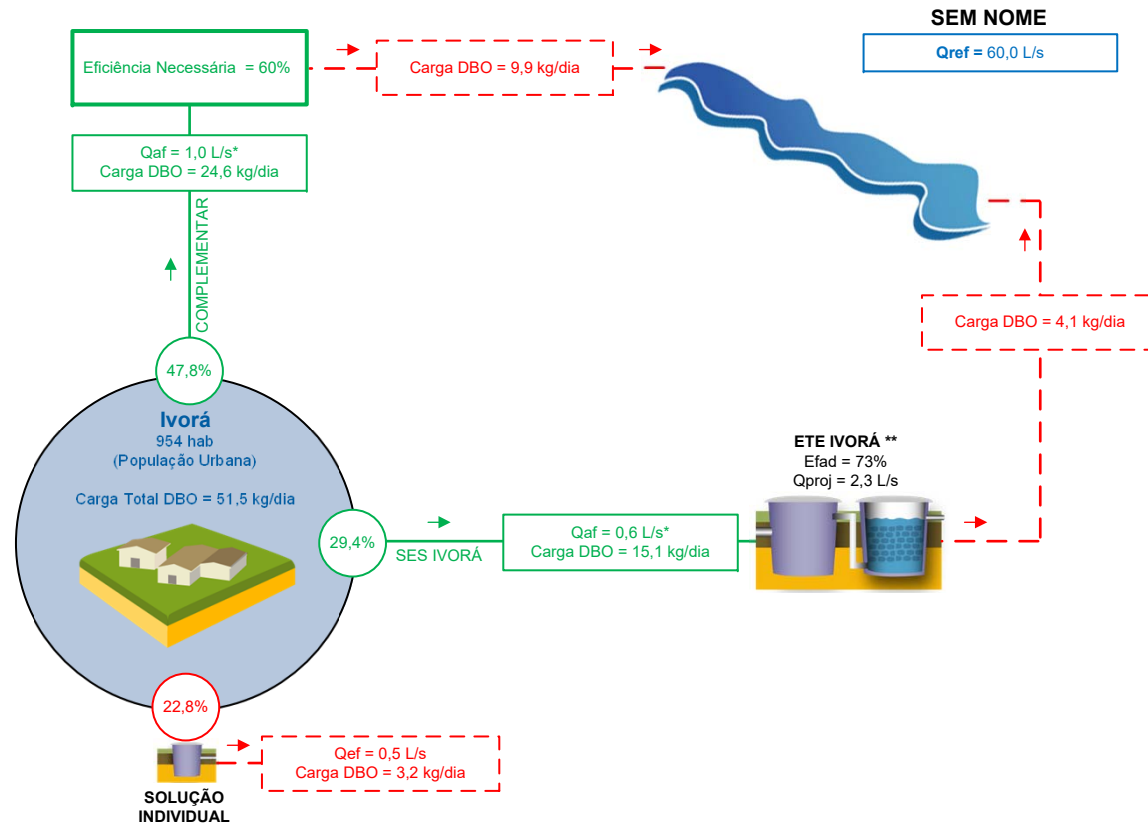 SEM NOME
Qref = 60,0 L/s
Eficiência Necessária = 60%
Carga DBO = 9,9 kg/dia
Qaf = 1,0 L/s*
Carga DBO = 24,6 kg/dia
COMPLEMENTAR
47,8%
Ivorá
954 hab
(População Urbana)
Carga Total DBO = 51,5 kg/dia
29,4%
SES IVORÁ
Qaf = 0,6 L/s*
Carga DBO = 15,1 kg/dia
ETE IVORÁ **
Efad = 73%
Qproj = 2,3 L/s
Carga DBO = 4,1 kg/dia
22,8%
Qef = 0,5 L/s
Carga DBO = 3,2 kg/dia
SOLUÇÃO
INDIVIDUAL